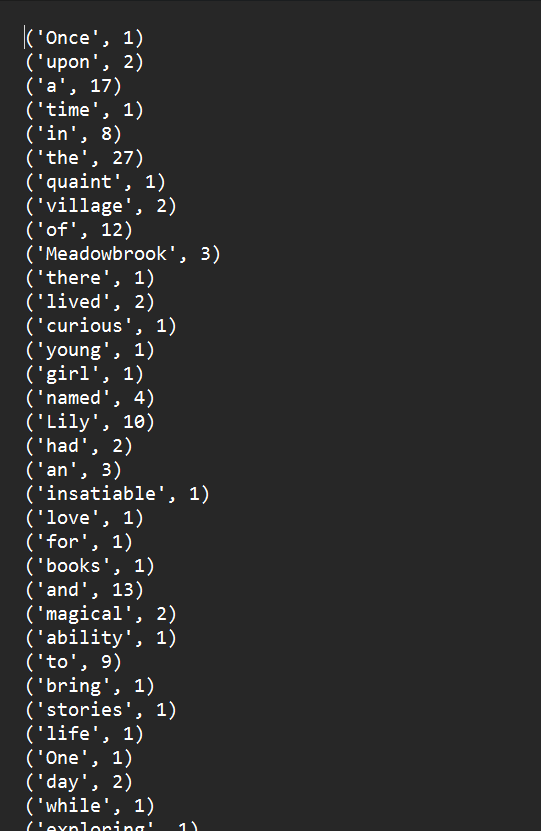 ('Once', 1)
('upon', 2)
('a', 17)
('time', 1)
('in', 8)
('the', 27)
('quaint', 1)
('village', 2)
('of', 12)
('Meadowbrook', 3)
('there', 1)
('lived', 2)
('curious', 1)
('young', 1)
('girl', 1)
('named', 4)
('Lily', 10)
('had', 2)
('an', 3)
('insatiable', 1)
('love', 1)
('for', 1)
('books', 1)
('and', 13)
('magical', 2)
('ability', 1)
('to', 9)
('bring', 1)
('stories', 1)
('life', 1)
('One', 1)
('day', 2)
('while', 1)
('exploring', 1)